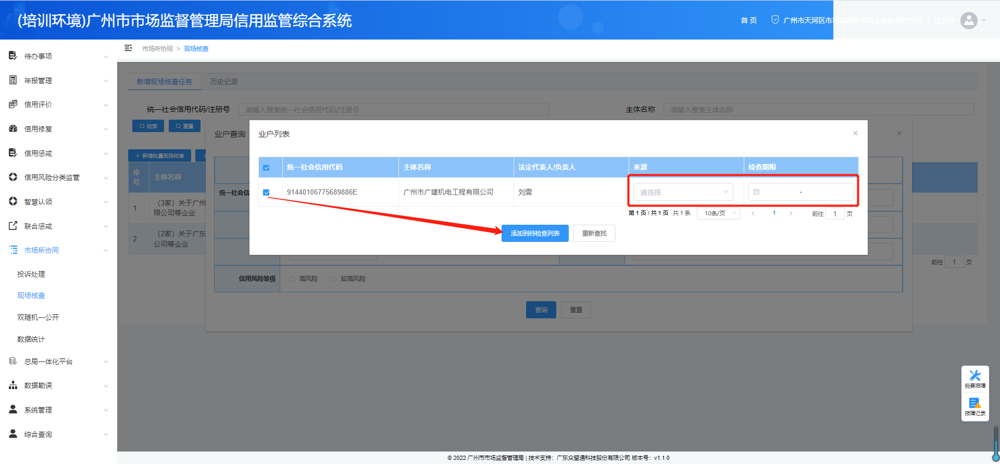 (培训环境)广州市市场监督管理局信用监管综合系统
首页
广州市天河区市场监督管理局企业监督管理科
待办事项
年报管理
信用评价
信用修复
信用惩戒
信用风险分类监管
智慧认领
联合惩戒
市场所协同
投诉处理
现场核查
双随机一公开
数据统计
总局一体化平台
数据勘误
系统管理
综合查询
市场所协同 > 现场核查
新增现场核查任务 历史记录
统一社会信用代码/注册号 请输入搜索统一社会信用代码/注册号 主体名称 请输入搜索主体名称
检索 重置
新增批量现场核查
序号 主体名称
1 （3家）关于广州
限公司等企业
2 （2家）关于广东
公司等企业
前往 1 页
业户查询
统一社会信
信用风险等级 高风险 较高风险
查询 重置
业户列表
统一社会信用代码 主体名称 法定代表人/负责人 来源 检查期限
91440106775689886E 广州市广建机电工程有限公司 刘雯 请选择 -
第 1 页 / 共 1 页 共 1 条 10条/页 1 前往 1 页
添加到待检查列表 重新查找
我要报障
报障记录
© 2022 广州市市场监督管理局 | 技术支持：广东众望通科技股份有限公司 版本号：v1.1.0